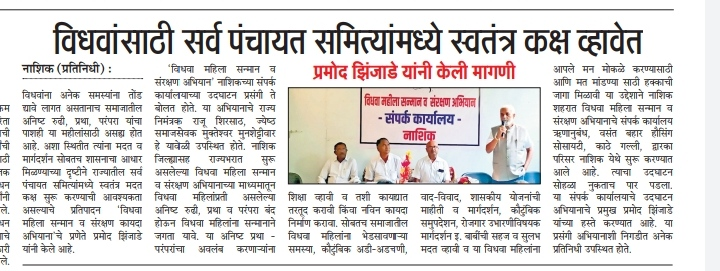 विधवांसाठी सर्व पंचायत समित्यांमध्ये स्वतंत्र कक्ष व्हावेत
नाशिक (प्रतिनिधी) :
विधवांना अनेक समस्यांना तोंड
द्यावे लागत असतानाच समाजातील
अनिष्ट रुढी, प्रथा, परंपरा यांचा
पाशही या महीलांसाठी असह्य होत
आहे. अशा स्थितीत त्यांना मदत व
मार्गदर्शन सोबतच शासनाचा आधार
मिळण्याच्या दृष्टीने राज्यातील सर्व
पंचायत समित्यांमध्ये स्वतंत्र मदत
कक्ष सुरू करण्याची आवश्यकता
असल्याचे प्रतिपादन 'विधवा
महिला सन्मान व संरक्षण कायदा
अभियाना'चे प्रणेते प्रमोद झिंजाडे
यांनी केले आहे.
'विधवा महिला सन्मान व
संरक्षण अभियान' नाशिकच्या संपर्क
कार्यालयाच्या उदघाटन प्रसंगी ते
बोलत होते. या अभियानाचे राज्य
निमंत्रक राजू शिरसाठ, ज्येष्ठ
समाजसेवक मुक्तेश्वर मुनशेट्टीवार
हे यावेळी उपस्थित होते. नाशिक
जिल्ह्यासह राज्यभरात सुरू
असलेल्या विधवा महिला सन्मान
व संरक्षण अभियानाच्या माध्यमातून
विधवा महिलांप्रती असलेल्या
अनिष्ट रुढी, प्रथा व परंपरा बंद
होऊन विधवा महिलांना सन्मानाने
जगता यावे. या अनिष्ट प्रथा -
परंपरांचा अवलंब करणाऱ्यांना
प्रमोद झिंजाडे यांनी केली मागणी
विधवा महीला सन्मान व संरक्षण अभियान
- संपर्क कार्यालय -
नाशिक
शिक्षा व्हावी व तशी कायद्यात
तरतूद करावी किंवा नविन कायदा
निर्माण करावा. सोबतच समाजातील
विधवा महिलांना भेडसावणाऱ्या
समस्या, कौटुंबिक अडी-अडचणी,
वाद-विवाद, शासकीय योजनांची
माहीती व मार्गदर्शन, कौटुंबिक
समुपदेशन, रोजगार उभारणीविषयक
मार्गदर्शन इ. बाबींची सहज व सुलभ
मदत व्हावी व या विधवा महिलांना
आपले मन मोकळे करण्यासाठी
आणि मत मांडण्या साठी हक्काची
जागा मिळावी या उद्देशाने नाशिक
शहरात विधवा महिला सन्मान व
संरक्षण अभियानाचे संपर्क कार्यालय
ऋणानुबंध, वसंत बहार हौसिंग
सोसायटी, काठे गल्ली, द्वारका
परिसर नाशिक येथे सुरू करण्यात
आले आहे. त्याचा उदघाटन
सोहळा नुकताच पार पडला.
या संपर्क कार्यालयाचे उदघाटन
अभियानाचे प्रमुख प्रमोद झिंजाडे
यांच्या हस्ते करण्यात आले. या
प्रसंगी अभियानाशी निगडीत अनेक
प्रतिनिधी उपस्थित होते.